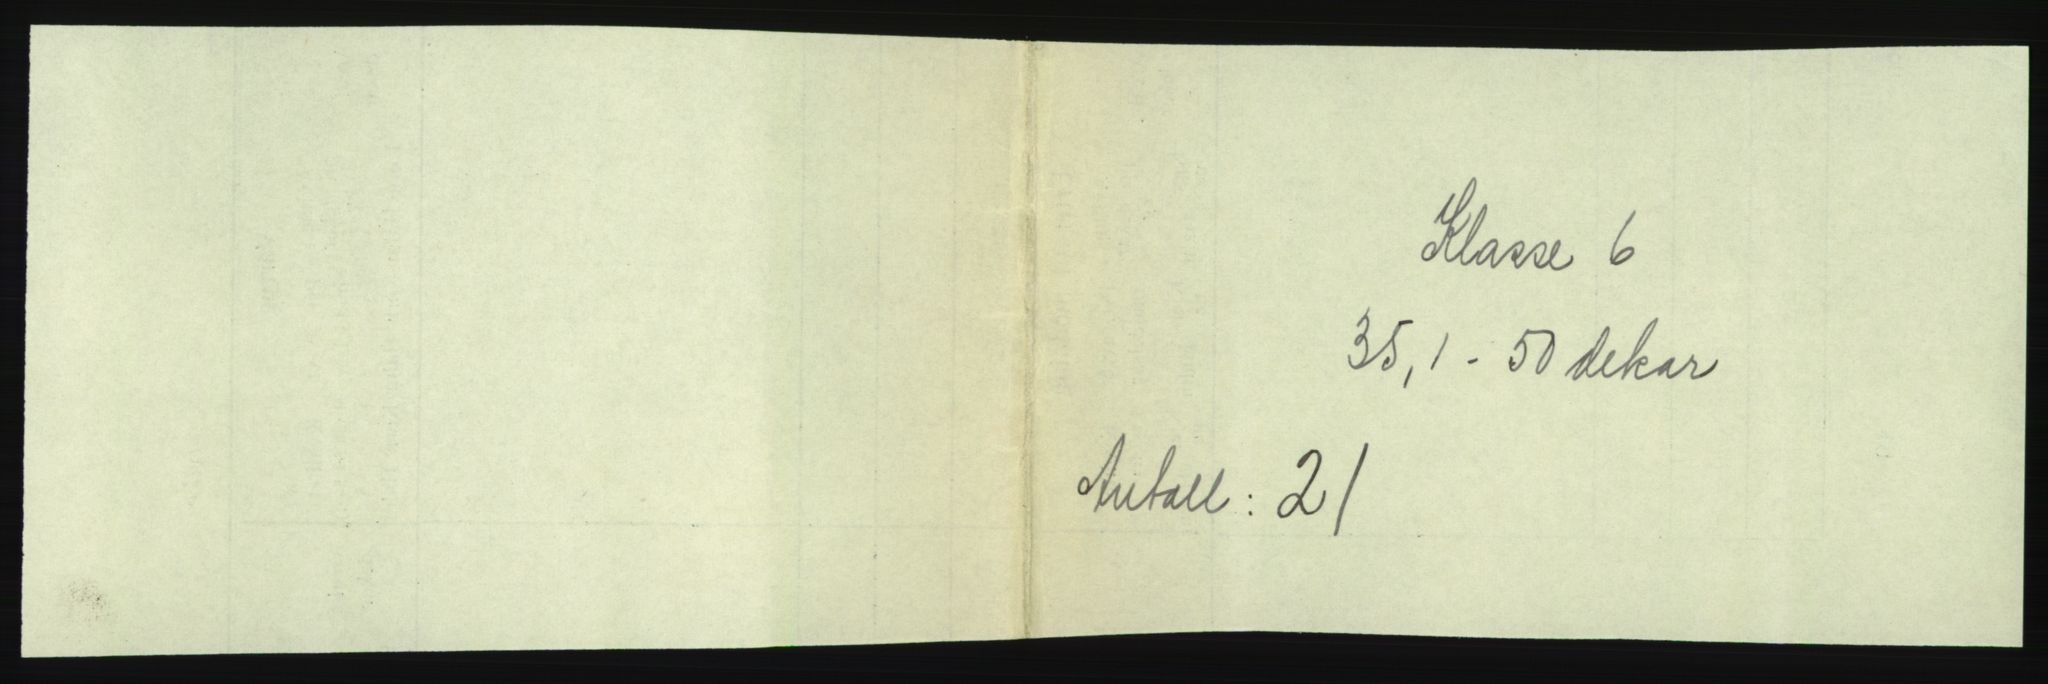 Klasse 6
35,1 - 50 dekar
Antall: 21